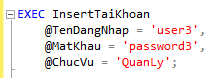 EXEC InsertTaiKhoan
@TenDangNhap = 'user3',
@MatKhau = 'password3',
@ChucVu = 'QuanLy';